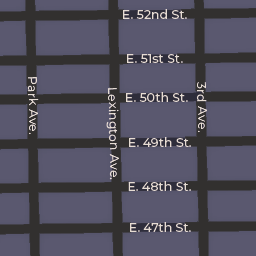 E. 52nd St.
E. 51st St.
Park Ave.
Lexington Ave.
E. 50th St.
3rd Ave.
E. 49th St.
E. 48th St.
E. 47th St.